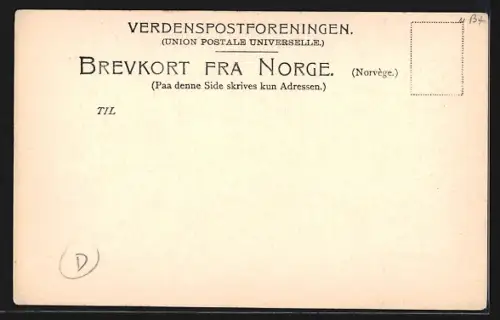 VERDENSPOSTFORENINGEN.
(UNION POSTALE UNIVERSELLE.)
BREVKORT FRA NORGE. (Norvège.)
(Paa denne Side skrives kun Adressen.)
TIL
D